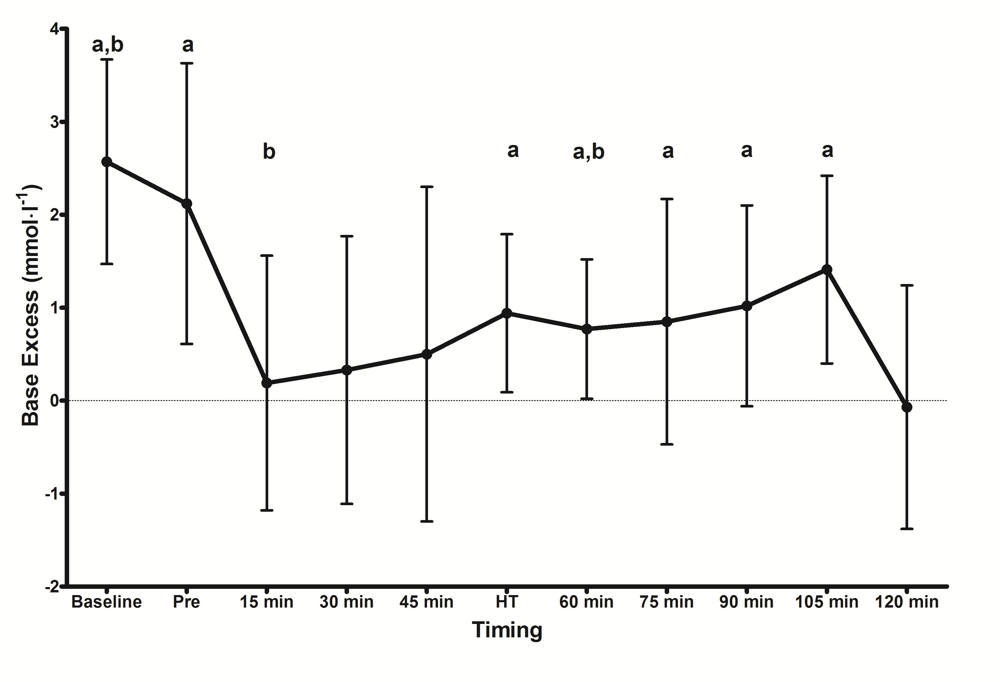 4
3
2
1
0
-1
-2
Base Excess (mmol·l⁻¹)
a,b
a
b
a
a,b
a
a
a
Baseline
Pre
15 min
30 min
45 min
HT
60 min
75 min
90 min
105 min
120 min
Timing